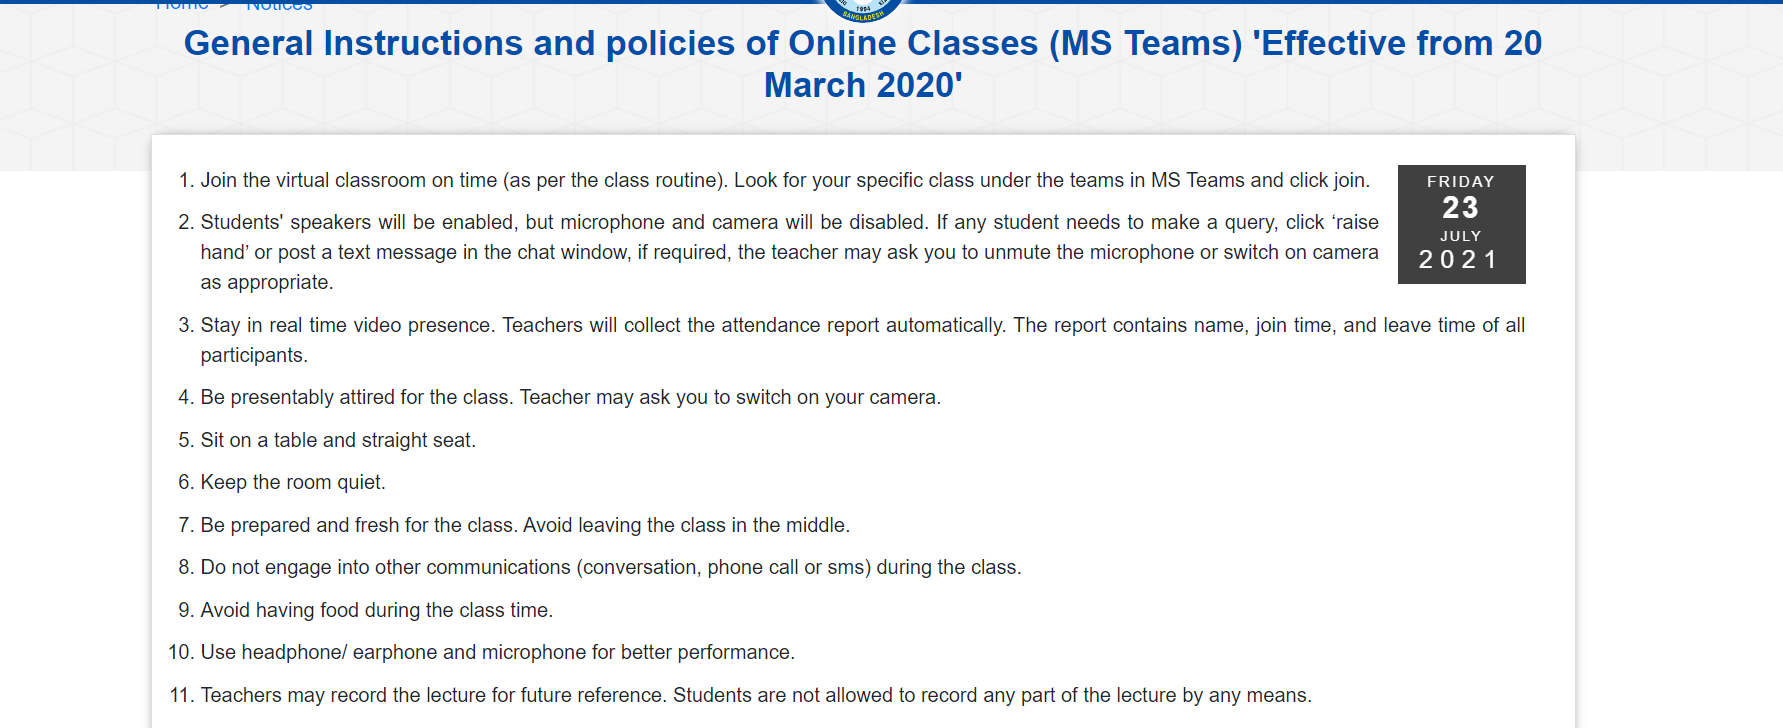 Home > Notices
1994
BANGLADESH
General Instructions and policies of Online Classes (MS Teams) 'Effective from 20
March 2020'
1. Join the virtual classroom on time (as per the class routine). Look for your specific class under the teams in MS Teams and click join.
FRIDAY
23
JULY
2021
2. Students' speakers will be enabled, but microphone and camera will be disabled. If any student needs to make a query, click ‘raise
hand’ or post a text message in the chat window, if required, the teacher may ask you to unmute the microphone or switch on camera
as appropriate.
3. Stay in real time video presence. Teachers will collect the attendance report automatically. The report contains name, join time, and leave time of all
participants.
4. Be presentably attired for the class. Teacher may ask you to switch on your camera.
5. Sit on a table and straight seat.
6. Keep the room quiet.
7. Be prepared and fresh for the class. Avoid leaving the class in the middle.
8. Do not engage into other communications (conversation, phone call or sms) during the class.
9. Avoid having food during the class time.
10. Use headphone/ earphone and microphone for better performance.
11. Teachers may record the lecture for future reference. Students are not allowed to record any part of the lecture by any means.